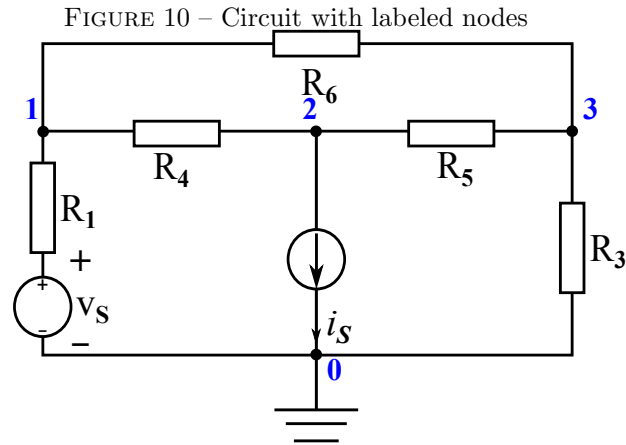 FIGURE 10 – Circuit with labeled nodes
R6
1
2
3
R4
R5
R1
R3
+
+
vS
–
–
iS
0